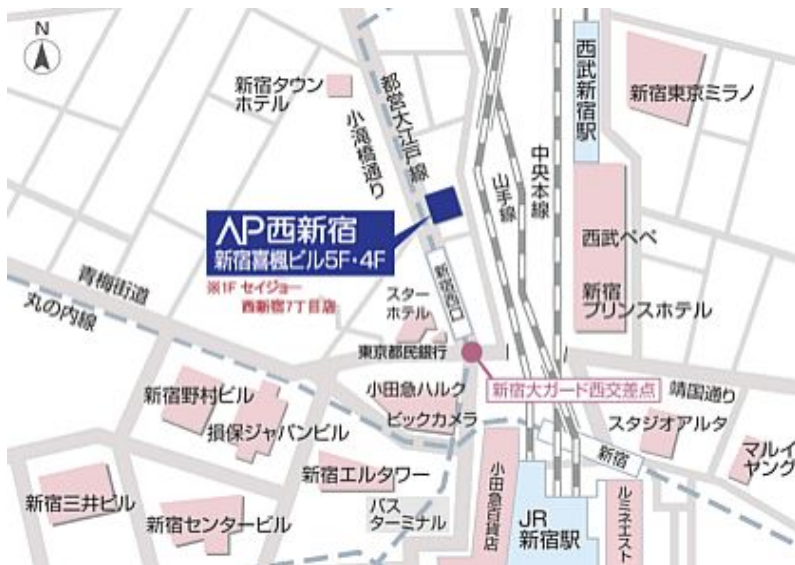 N
新宿タウン
ホテル
都営大江戸線
小滝橋通り
山手線
中央本線
西武新宿駅
新宿東京ミラノ
AP西新宿
新宿喜楓ビル5F・4F
※1F セイジョー
西新宿7丁目店
西武ペペ
新宿
プリンスホテル
青梅街道
丸の内線
新宿西口
スター
ホテル
東京都民銀行
新宿大ガード西交差点
靖国通り
新宿野村ビル
損保ジャパンビル
小田急ハルク
ビックカメラ
スタジオアルタ
マルイ
ヤング
新宿
新宿三井ビル
新宿センタービル
新宿エルタワー
バス
ターミナル
小田急百貨店
JR
新宿駅
ルミネエスト